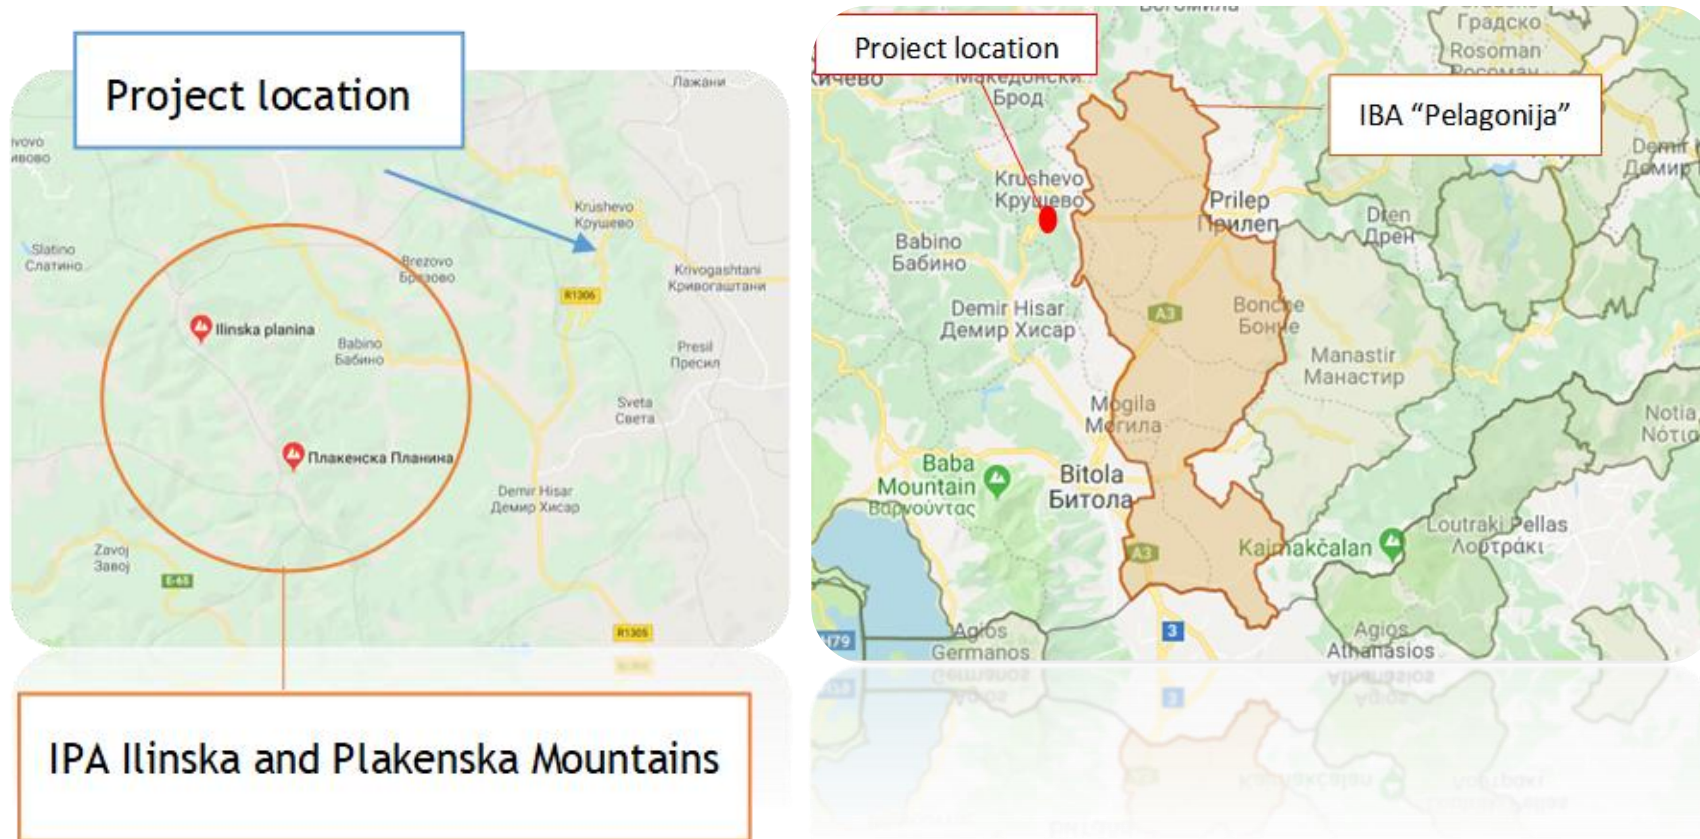 Project location
Лажани
Krushevo
Крушево
Slatino
Слатино
Brezovo
Брезово
Krivogashtani
Кривогаштани
R1306
Ilinska planina
Babino
Бабино
Presil
Пресил
Sveta
Света
Плакенска Планина
Demir Hisar
Демир Хисар
Zavoj
Завој
E-65
R1305
IPA Ilinska and Plakenska Mountains
Project location
Градско
Rosoman
Росоман
Македонски
Брод
IBA “Pelagonija”
Krushevo
Крушево
Prilep
Прилеп
Dren
Дрен
Babino
Бабино
Demir Hisar
Демир Хисар
A3
Bonche
Бонче
Manastir
Манастир
Mogila
Могила
Notia
Νότια
Baba
Mountain
Βαρνούντας
Bitola
Битола
A3
Kaimakčalan
Loutraki Pellas
Λουτράκι
3
H79
Agios
Germanos
Agios
Athanasios